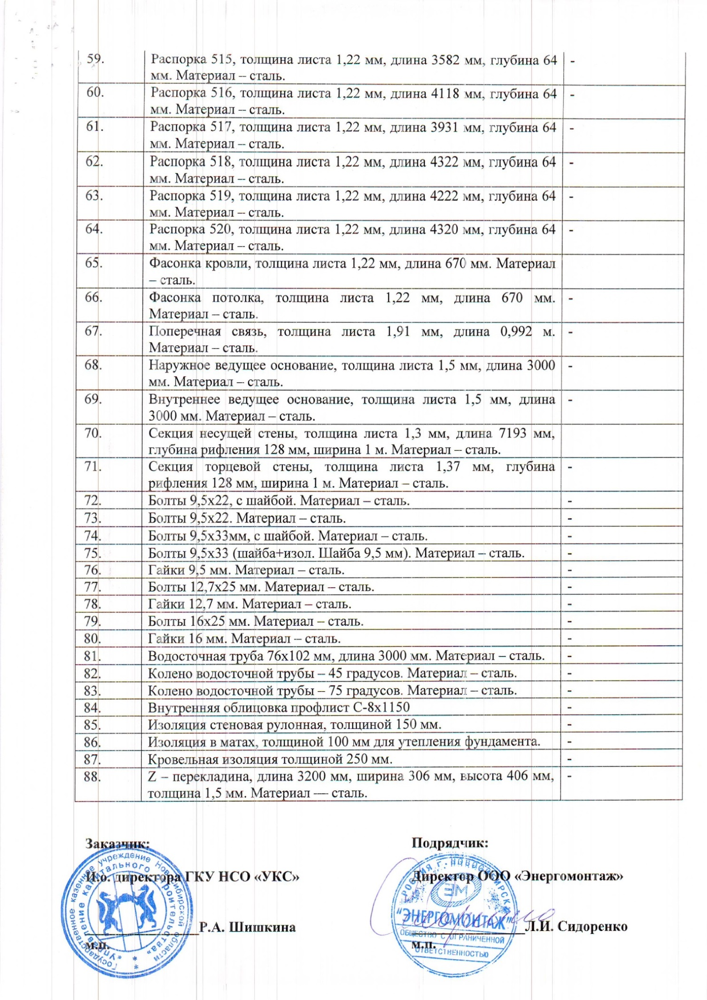 59. Распорка 515, толщина листа 1,22 мм, длина 3582 мм, глубина 64 -
мм. Материал – сталь.
60. Распорка 516, толщина листа 1,22 мм, длина 4118 мм, глубина 64 -
мм. Материал – сталь.
61. Распорка 517, толщина листа 1,22 мм, длина 3931 мм, глубина 64 -
мм. Материал – сталь.
62. Распорка 518, толщина листа 1,22 мм, длина 4322 мм, глубина 64 -
мм. Материал – сталь.
63. Распорка 519, толщина листа 1,22 мм, длина 4222 мм, глубина 64 -
мм. Материал – сталь.
64. Распорка 520, толщина листа 1,22 мм, длина 4320 мм, глубина 64 -
мм. Материал – сталь.
65. Фасонка кровли, толщина листа 1,22 мм, длина 670 мм. Материал
– сталь.
66. Фасонка потолка, толщина листа 1,22 мм, длина 670 мм. -
Материал – сталь.
67. Поперечная связь, толщина листа 1,91 мм, длина 0,992 м. -
Материал – сталь.
68. Наружное ведущее основание, толщина листа 1,5 мм, длина 3000 -
мм. Материал – сталь.
69. Внутреннее ведущее основание, толщина листа 1,5 мм, длина -
3000 мм. Материал – сталь.
70. Секция несущей стены, толщина листа 1,3 мм, длина 7193 мм,
глубина рифления 128 мм, ширина 1 м. Материал – сталь.
71. Секция торцевой стены, толщина листа 1,37 мм, глубина -
рифления 128 мм, ширина 1 м. Материал – сталь.
72. Болты 9,5х22, с шайбой. Материал – сталь. -
73. Болты 9,5х22. Материал – сталь. -
74. Болты 9,5х33мм, с шайбой. Материал – сталь. -
75. Болты 9,5х33 (шайба+изол. Шайба 9,5 мм). Материал – сталь. -
76. Гайки 9,5 мм. Материал – сталь. -
77. Болты 12,7х25 мм. Материал – сталь. -
78. Гайки 12,7 мм. Материал – сталь. -
79. Болты 16х25 мм. Материал – сталь. -
80. Гайки 16 мм. Материал – сталь. -
81. Водосточная труба 76х102 мм, длина 3000 мм. Материал – сталь. -
82. Колено водосточной трубы – 45 градусов. Материал – сталь. -
83. Колено водосточной трубы – 75 градусов. Материал – сталь. -
84. Внутренняя облицовка профлист С-8х1150 -
85. Изоляция стеновая рулонная, толщиной 150 мм. -
86. Изоляция в матах, толщиной 100 мм для утепления фундамента. -
87. Кровельная изоляция толщиной 250 мм. -
88. Z – перекладина, длина 3200 мм, ширина 306 мм, высота 406 мм, -
толщина 1,5 мм. Материал — сталь.
Заказчик:
И.о. директора ГКУ НСО «УКС»
Р.А. Шишкина
м.п.
Государственное казенное учреждение Новосибирской области
«Управление капитального строительства»
Подрядчик:
Директор ООО «Энергомонтаж»
Л.И. Сидоренко
м.п.
РОССИЯ г. НОВОСИБИРСК
ЭМ
"ЭНЕРГОМОНТАЖ"
ОБЩЕСТВО С ОГРАНИЧЕННОЙ
ОТВЕТСТВЕННОСТЬЮ